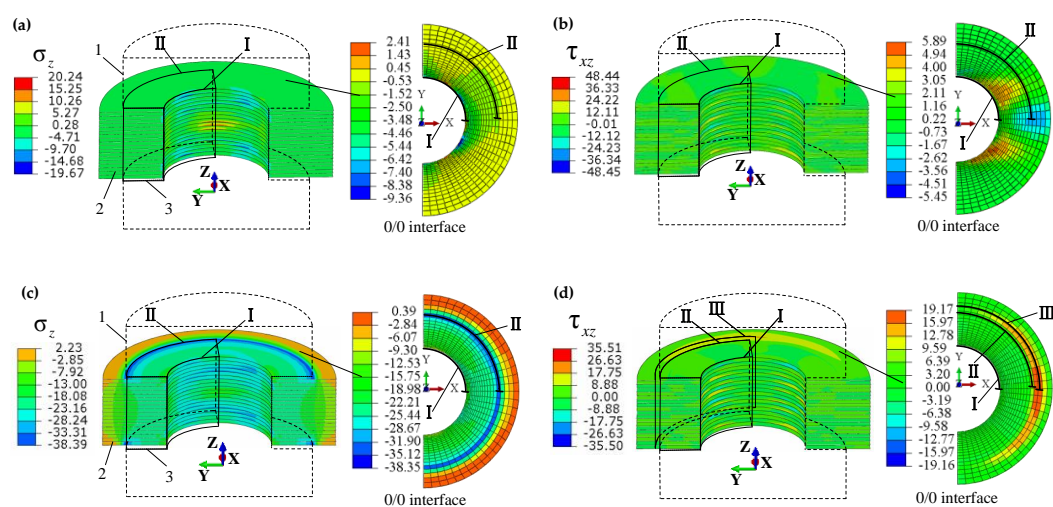 (a)
σz
20.24
15.25
10.26
5.27
0.28
-4.71
-9.70
-14.68
-19.67
1
II
I
2
3
Z
X
Y
2.41
1.43
0.45
-0.53
-1.52
-2.50
-3.48
-4.46
-5.44
-6.42
-7.40
-8.38
-9.36
Y
X
I
II
0/0 interface
(b)
τxz
48.44
36.33
24.22
12.11
-0.01
-12.12
-24.23
-36.34
-48.45
II
I
Z
X
Y
5.89
4.94
4.00
3.05
2.11
1.16
0.22
-0.73
-1.67
-2.62
-3.56
-4.51
-5.45
Y
X
I
II
0/0 interface
(c)
σz
2.23
-2.85
-7.92
-13.00
-18.08
-23.16
-28.24
-33.31
-38.39
1
II
I
2
3
Z
X
Y
0.39
-2.84
-6.07
-9.30
-12.53
-15.75
-18.98
-22.21
-25.44
-28.67
-31.90
-35.12
-38.35
Y
X
I
II
0/0 interface
(d)
τxz
35.51
26.63
17.75
8.88
0.00
-8.88
-17.75
-26.63
-35.50
II
III
I
Z
X
Y
19.17
15.97
12.78
9.59
6.39
3.20
0.00
-3.19
-6.38
-9.58
-12.77
-15.97
-19.16
Y
X
II
I
III
0/0 interface